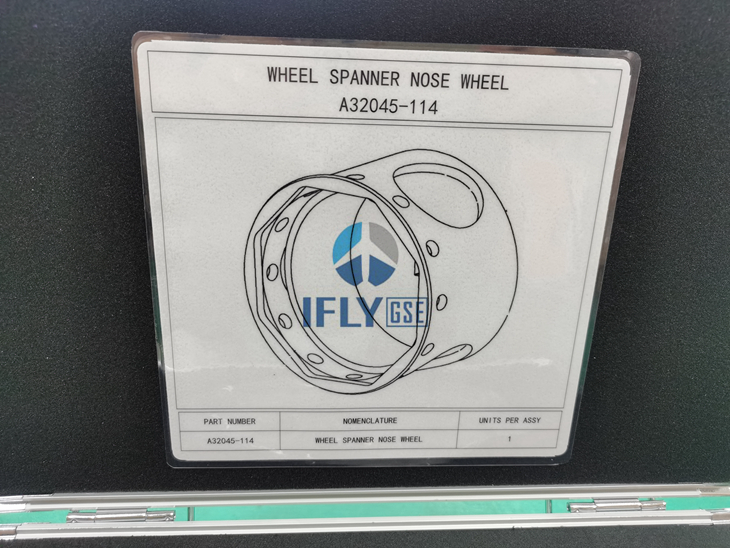 WHEEL SPANNER NOSE WHEEL
A32045-114
IFLY GSE
PART NUMBER NOMENCLATURE UNITS PER ASSY
A32045-114 WHEEL SPANNER NOSE WHEEL 1